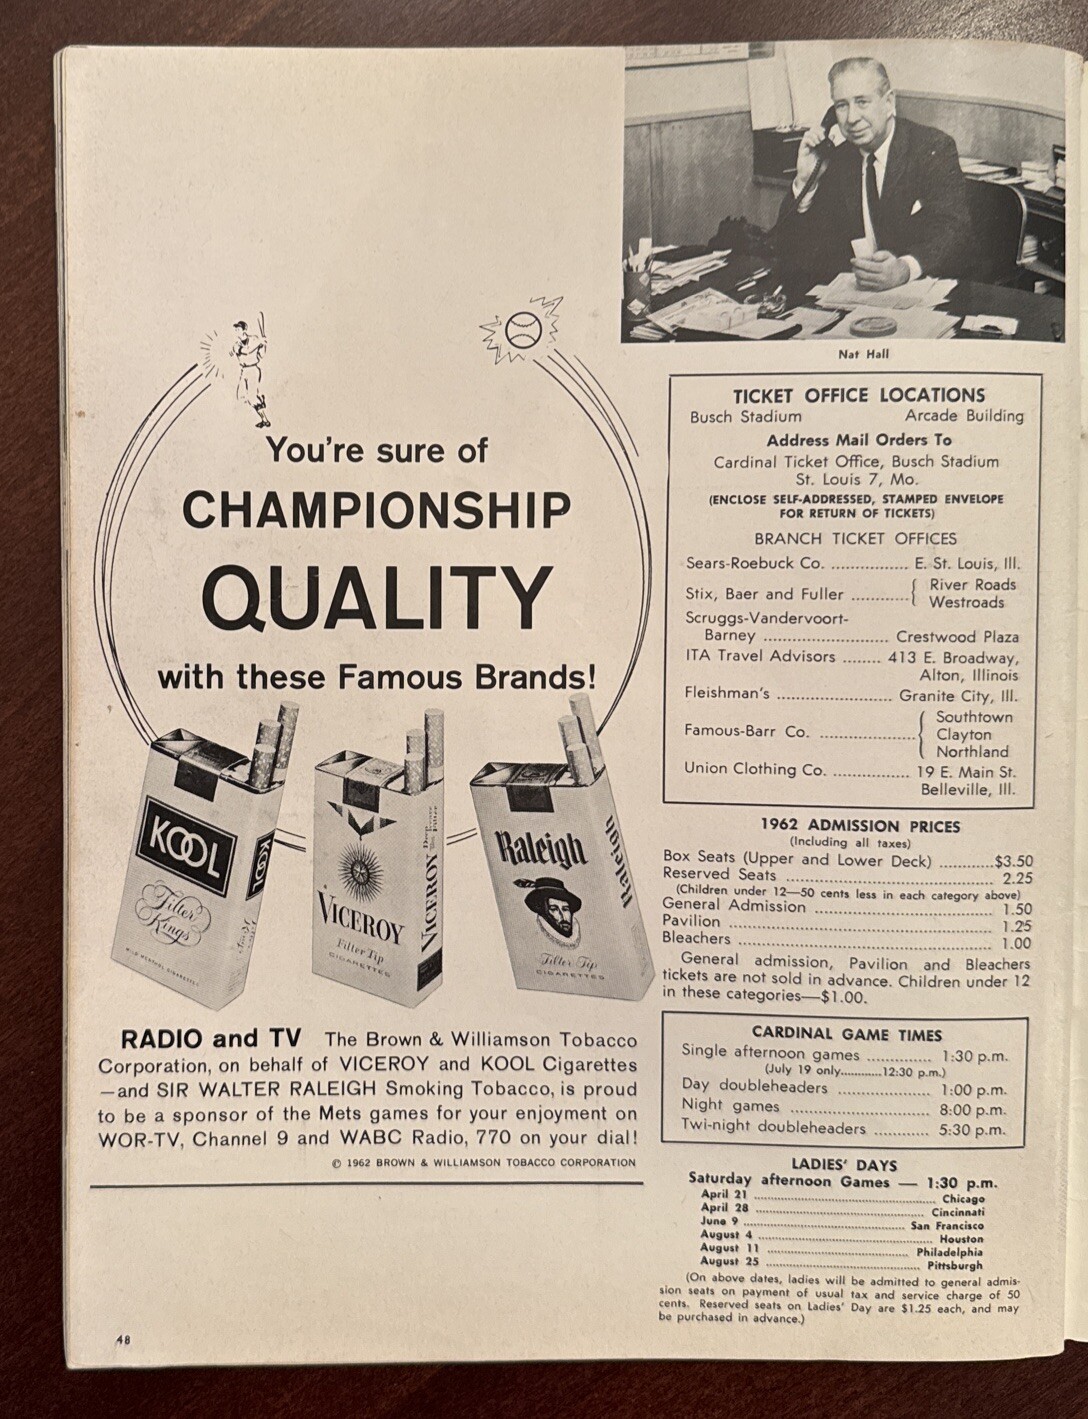 You're sure of
CHAMPIONSHIP
QUALITY
with these Famous Brands!
KOOL
KOOL
Filter
Kings
VICEROY
Filter Tip
CIGARETTES
VICEROY
Raleigh
Filter Tip
CIGARETTES
Raleigh
RADIO and TV The Brown & Williamson Tobacco
Corporation, on behalf of VICEROY and KOOL Cigarettes
—and SIR WALTER RALEIGH Smoking Tobacco, is proud
to be a sponsor of the Mets games for your enjoyment on
WOR-TV, Channel 9 and WABC Radio, 770 on your dial!
© 1962 BROWN & WILLIAMSON TOBACCO CORPORATION
48
Nat Hall
TICKET OFFICE LOCATIONS
Busch Stadium Arcade Building
Address Mail Orders To
Cardinal Ticket Office, Busch Stadium
St. Louis 7, Mo.
(ENCLOSE SELF-ADDRESSED, STAMPED ENVELOPE
FOR RETURN OF TICKETS)
BRANCH TICKET OFFICES
Sears-Roebuck Co. ................ E. St. Louis, Ill.
Stix, Baer and Fuller ............{ River Roads
Westroads
Scruggs-Vandervoort-
Barney .......................... Crestwood Plaza
ITA Travel Advisors ........ 413 E. Broadway,
Alton, Illinois
Fleishman's ........................ Granite City, Ill.
Famous-Barr Co. ....................{ Southtown
Clayton
Northland
Union Clothing Co. ................ 19 E. Main St.
Belleville, Ill.
1962 ADMISSION PRICES
(Including all taxes)
Box Seats (Upper and Lower Deck) ...........$3.50
Reserved Seats ............................................. 2.25
(Children under 12—50 cents less in each category above)
General Admission ...................................... 1.50
Pavilion ........................................................ 1.25
Bleachers ...................................................... 1.00
General admission, Pavilion and Bleachers
tickets are not sold in advance. Children under 12
in these categories—$1.00.
CARDINAL GAME TIMES
Single afternoon games ............. 1:30 p.m.
(July 19 only...........12:30 p.m.)
Day doubleheaders ................... 1:00 p.m.
Night games ............................. 8:00 p.m.
Twi-night doubleheaders ........... 5:30 p.m.
LADIES' DAYS
Saturday afternoon Games — 1:30 p.m.
April 21 ............................................. Chicago
April 28 .......................................... Cincinnati
June 9 ........................................ San Francisco
August 4 ........................................... Houston
August 11 .................................... Philadelphia
August 25 ...................................... Pittsburgh
(On above dates, ladies will be admitted to general admis-
sion seats on payment of usual tax and service charge of 50
cents. Reserved seats on Ladies' Day are $1.25 each, and may
be purchased in advance.)